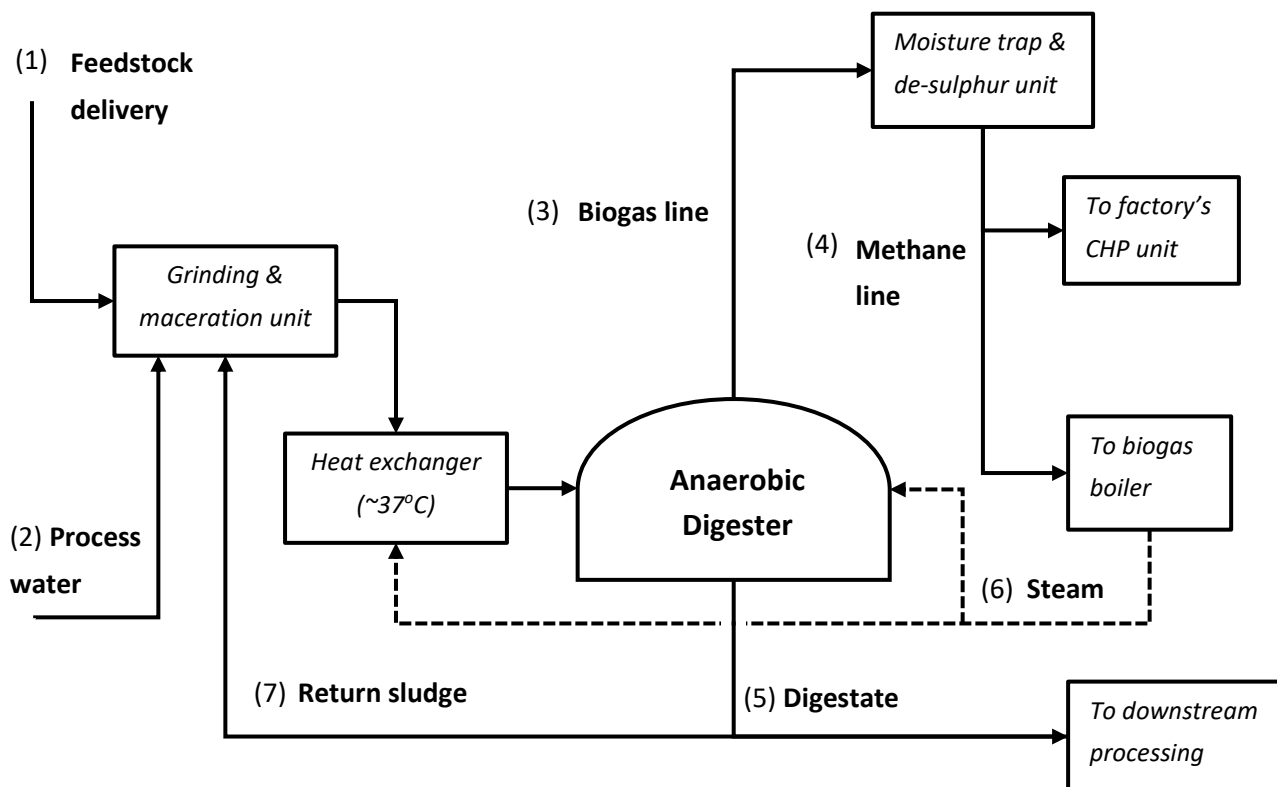 (1) Feedstock
delivery
Moisture trap &
de-sulphur unit
(3) Biogas line
To factory's
CHP unit
(4) Methane
line
Grinding &
maceration unit
Heat exchanger
(~37°C)
Anaerobic
Digester
To biogas
boiler
(2) Process
water
(6) Steam
(7) Return sludge
(5) Digestate
To downstream
processing